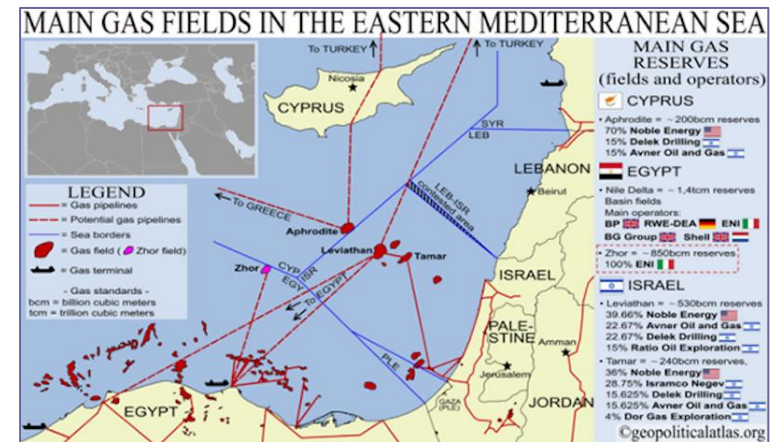 MAIN GAS FIELDS IN THE EASTERN MEDITERRANEAN SEA
To TURKEY
To TURKEY
Nicosia
CYPRUS
SYR
LEB
LEBANON
Beirut
LEB-ISR
contested area
To GREECE
Aphrodite
Leviathan
Tamar
Zhor
CYP
ISR
EGY
To EGYPT
ISRAEL
PLE
PALE-
STINE
Amman
Jerusalem
GAZA
(PLE)
JORDAN
EGYPT
LEGEND
= Gas pipelines
= Potential gas pipelines
= Sea borders
= Gas field ( Zhor field)
= Gas terminal
- Gas standards -
bcm = billion cubic meters
tcm = trillion cubic meters
MAIN GAS
RESERVES
(fields and operators)
CYPRUS
• Aphrodite = ~200bcm reserves
70% Noble Energy
15% Delek Drilling
15% Avner Oil and Gas
EGYPT
• Nile Delta = ~1,4tcm reserves
Basin fields
Main operators:
BP RWE-DEA ENI
BG Group Shell
• Zhor = ~850bcm reserves
100% ENI
ISRAEL
• Leviathan = ~530bcm reserves
39.66% Noble Energy
22.67% Avner Oil and Gas
22.67% Delek Drilling
15% Ratio Oil Exploration
• Tamar = ~240bcm reserves,
36% Noble Energy
28.75% Isramco Negev
15.625% Delek Drilling
15.625% Avner Oil and Gas
4% Dor Gas Exploration
©geopoliticalatlas.org